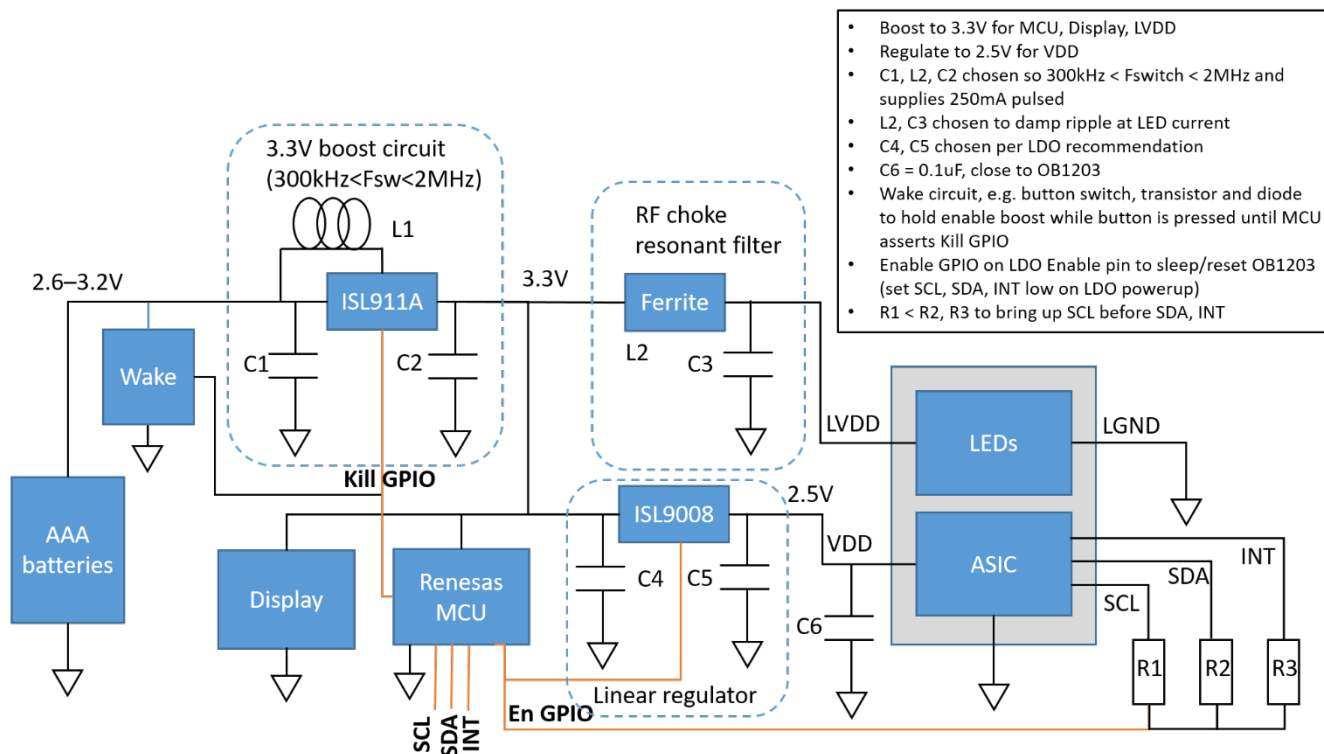 • Boost to 3.3V for MCU, Display, LVDD
• Regulate to 2.5V for VDD
• C1, L2, C2 chosen so 300kHz < Fswitch < 2MHz and
supplies 250mA pulsed
• L2, C3 chosen to damp ripple at LED current
• C4, C5 chosen per LDO recommendation
• C6 = 0.1uF, close to OB1203
• Wake circuit, e.g. button switch, transistor and diode
to hold enable boost while button is pressed until MCU
asserts Kill GPIO
• Enable GPIO on LDO Enable pin to sleep/reset OB1203
(set SCL, SDA, INT low on LDO powerup)
• R1 < R2, R3 to bring up SCL before SDA, INT
3.3V boost circuit
(300kHz<Fsw<2MHz)
L1
RF choke
resonant filter
2.6–3.2V
ISL911A
3.3V
Ferrite
L2
C1
C2
C3
Wake
LVDD
LEDs
LGND
Kill GPIO
AAA
batteries
ISL9008
2.5V
VDD
ASIC
INT
SDA
SCL
Display
Renesas
MCU
C4
C5
C6
R1
R2
R3
Linear regulator
En GPIO
SCL
SDA
INT